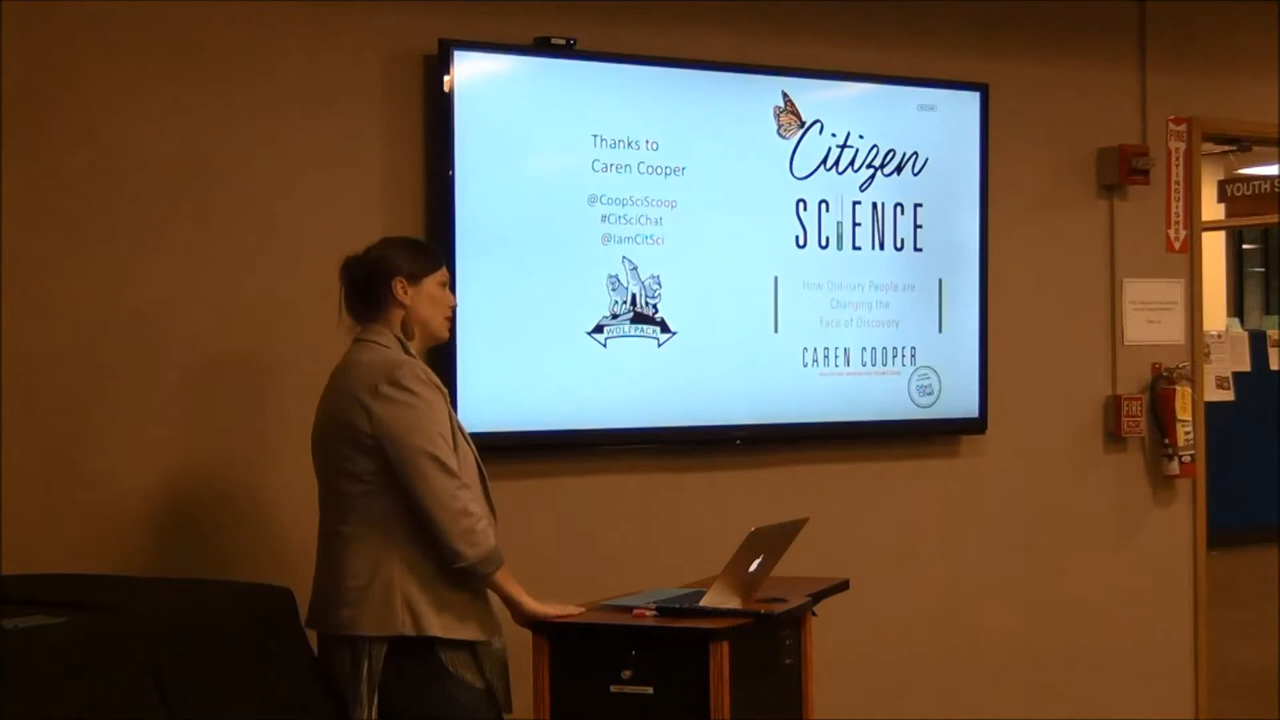 Thanks to
Caren Cooper
@CoopSciScoop
#CitSciChat
@IamCitSci
WOLFPACK
Citizen
SCIENCE
How Ordinary People are
Changing the
Face of Discovery
CAREN COOPER
FIRE
EXTINGUISHER
YOUTH S
FIRE